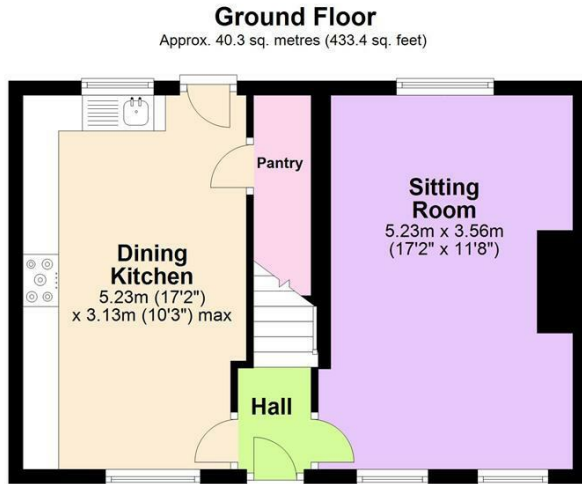 Ground Floor
Approx. 40.3 sq. metres (433.4 sq. feet)
Pantry
Sitting
Room
5.23m x 3.56m
(17'2" x 11'8")
Dining
Kitchen
5.23m (17'2")
x 3.13m (10'3") max
Hall